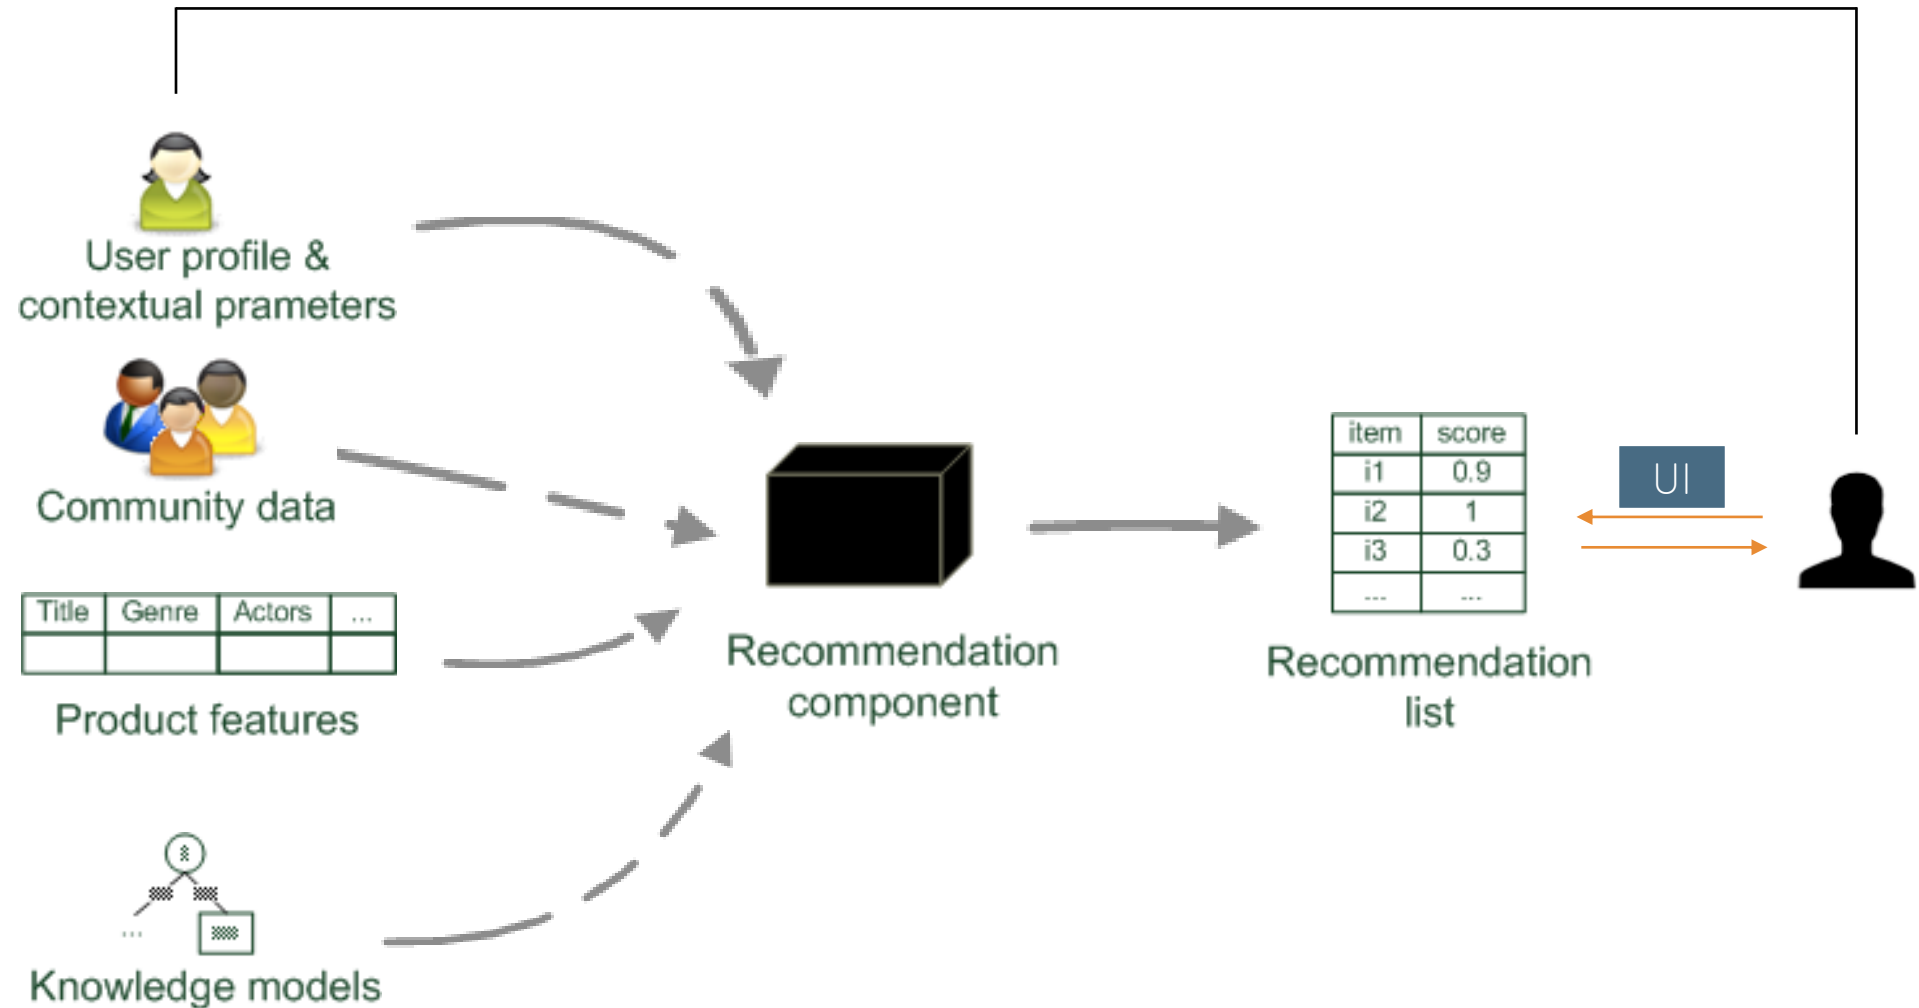 User profile &
contextual prameters
Community data
Title Genre Actors ...
Product features
...
Knowledge models
Recommendation
component
item score
i1 0.9
i2 1
i3 0.3
... ...
Recommendation
list
UI